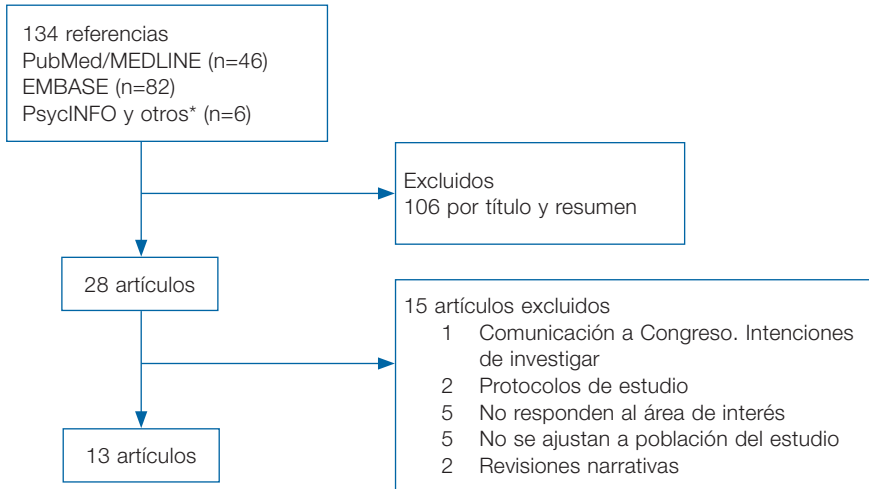 134 referencias
PubMed/MEDLINE (n=46)
EMBASE (n=82)
PsycINFO y otros* (n=6)
Excluidos
106 por título y resumen
28 artículos
15 artículos excluidos
1 Comunicación a Congreso. Intenciones
de investigar
2 Protocolos de estudio
5 No responden al área de interés
5 No se ajustan a población del estudio
2 Revisiones narrativas
13 artículos